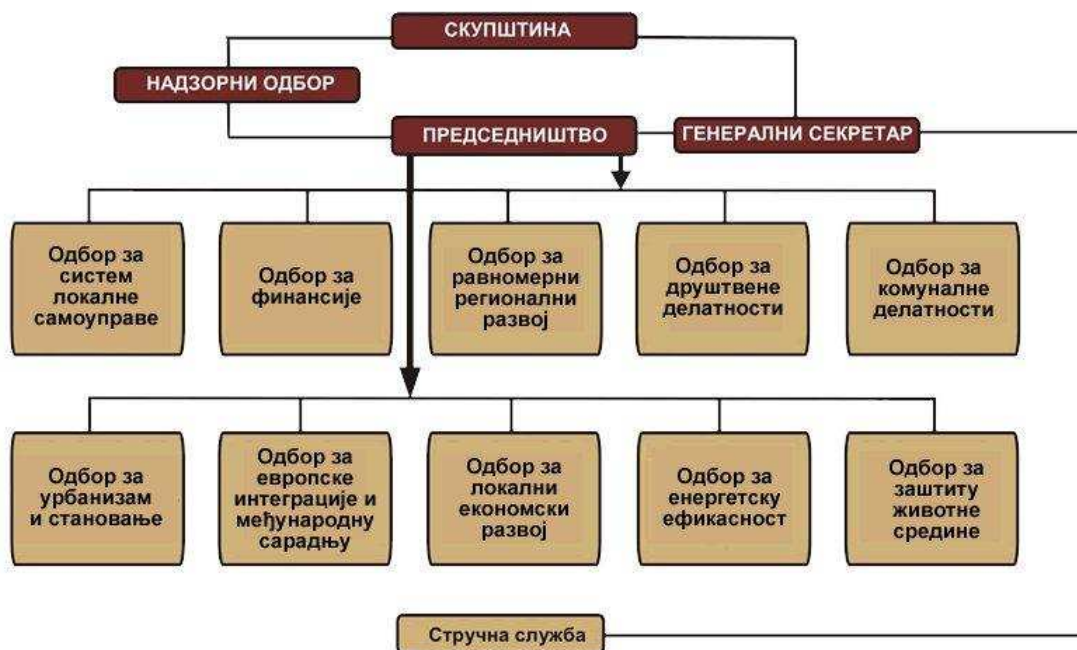 СКУПШТИНА
НАДЗОРНИ ОДБОР
ПРЕДСЕДНИШТВО
ГЕНЕРАЛНИ СЕКРЕТАР
Одбор за
систем
локалне
самоуправе
Одбор за
финансије
Одбор за
равномерни
регионални
развој
Одбор за
друштвене
делатности
Одбор за
комуналне
делатности
Одбор за
урбанизам
и становање
Одбор за
европске
интеграције и
међународну
сарадњу
Одбор за
локални
економски
развој
Одбор за
енергетску
ефикасност
Одбор за
заштиту
животне
средине
Стручна служба